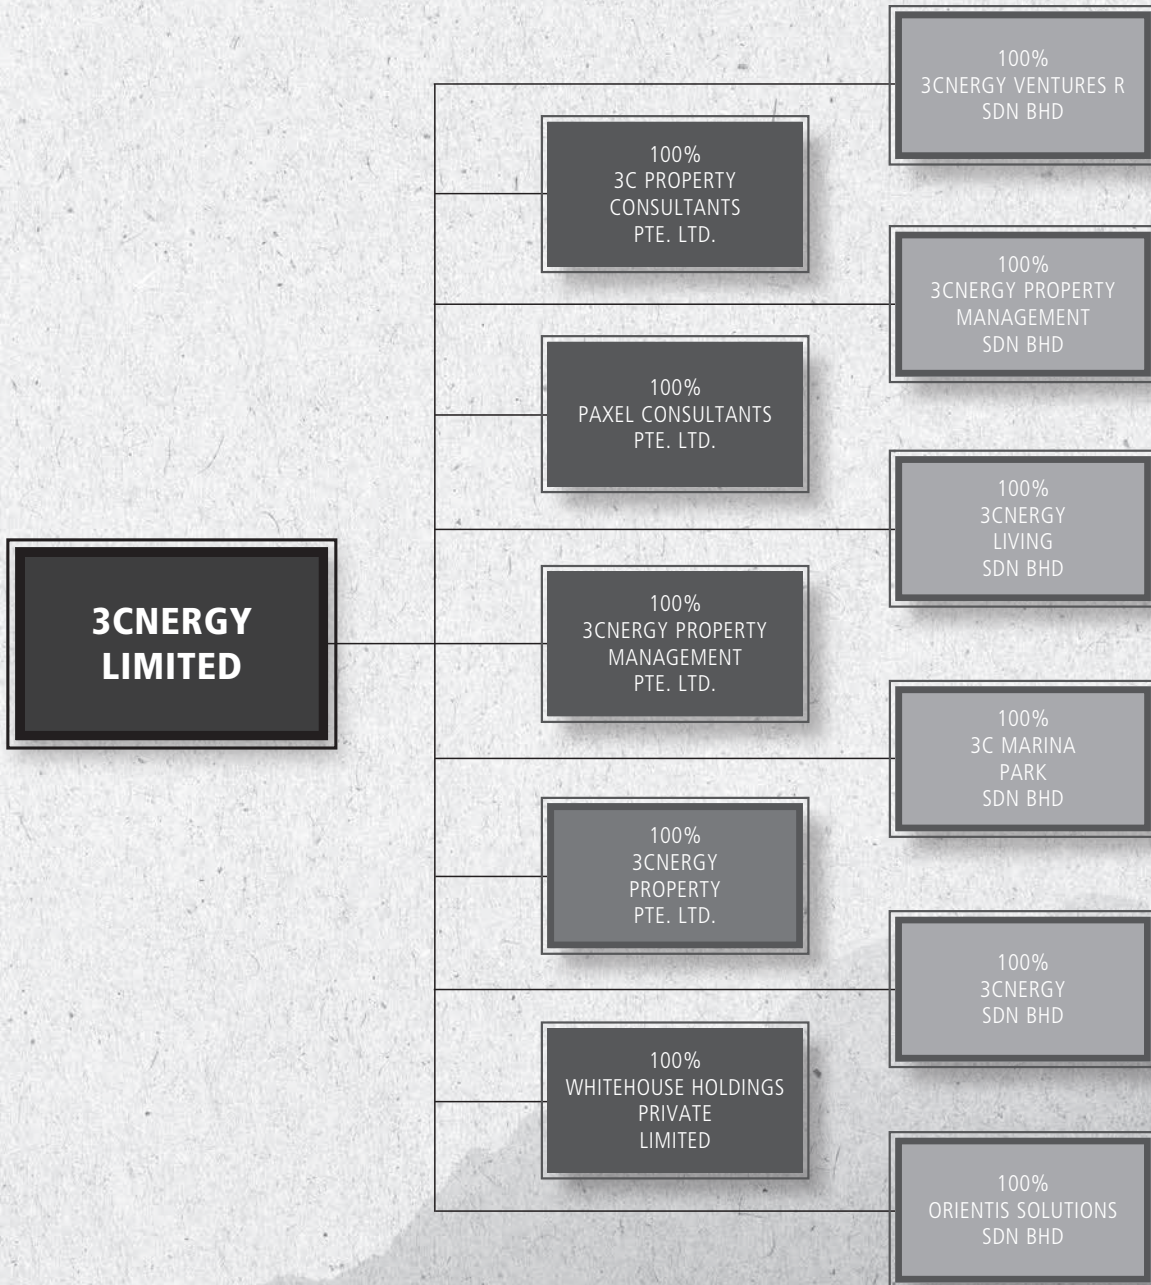 3CNERGY
LIMITED
100%
3C PROPERTY
CONSULTANTS
PTE. LTD.
100%
PAXEL CONSULTANTS
PTE. LTD.
100%
3CNERGY PROPERTY
MANAGEMENT
PTE. LTD.
100%
3CNERGY
PROPERTY
PTE. LTD.
100%
WHITEHOUSE HOLDINGS
PRIVATE
LIMITED
100%
3CNERGY VENTURES R
SDN BHD
100%
3CNERGY PROPERTY
MANAGEMENT
SDN BHD
100%
3CNERGY
LIVING
SDN BHD
100%
3C MARINA
PARK
SDN BHD
100%
3CNERGY
SDN BHD
100%
ORIENTIS SOLUTIONS
SDN BHD